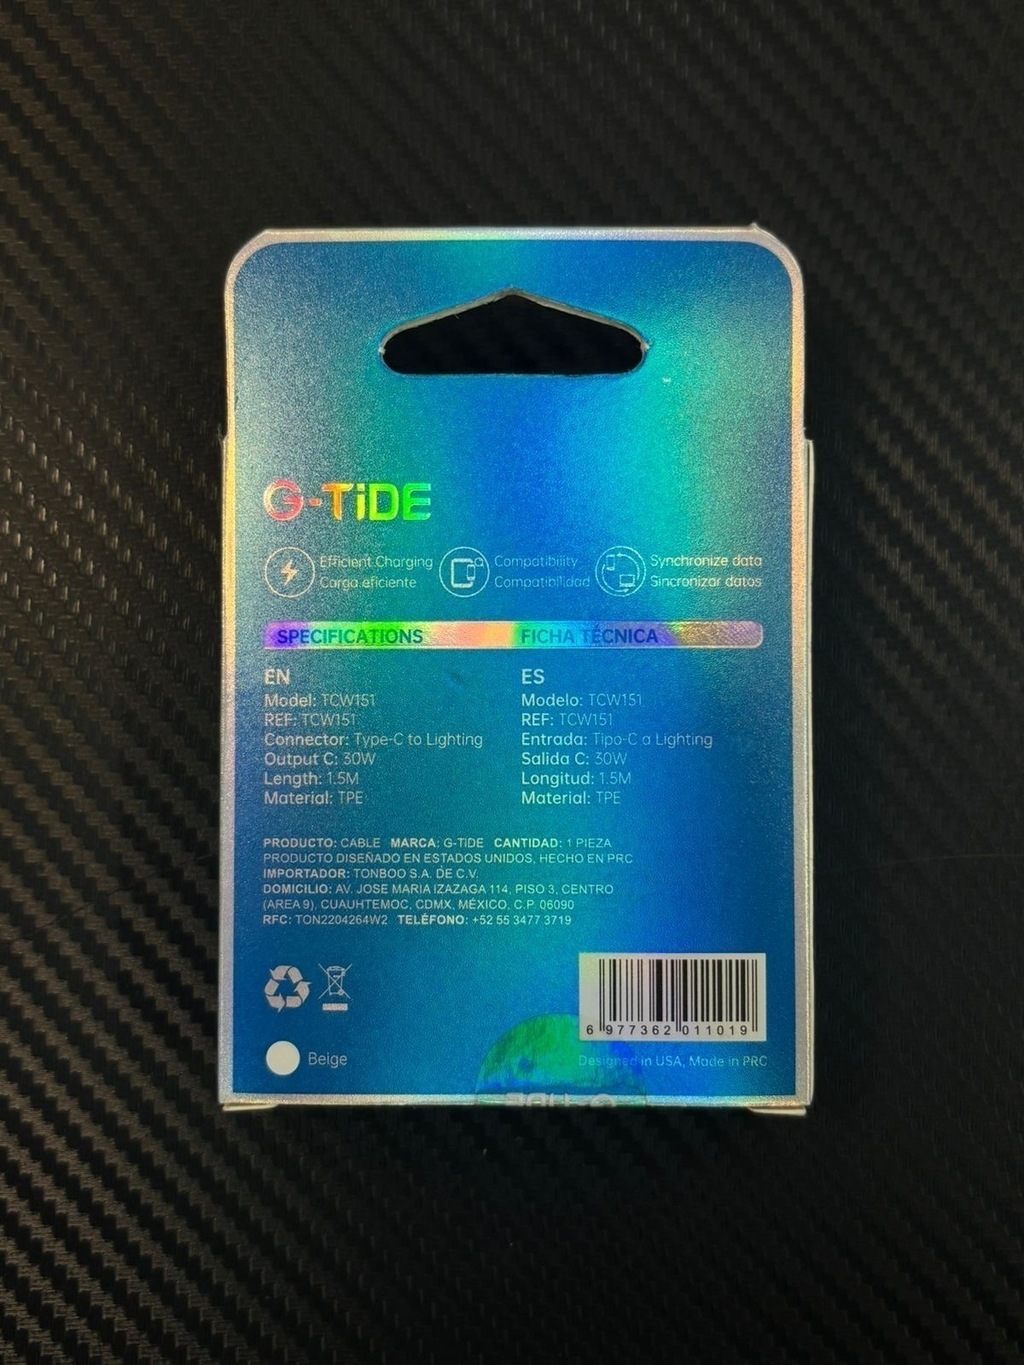 G-TiDE
Efficient Charging
Carga eficiente
Compatibility
Compatibilidad
Synchronize data
Sincronizar datos
SPECIFICATIONS
FICHA TÉCNICA
EN
Model: TCW151
REF: TCW151
Connector: Type-C to Lighting
Output C: 30W
Length: 1.5M
Material: TPE
ES
Modelo: TCW151
REF: TCW151
Entrada: Tipo-C a Lighting
Salida C: 30W
Longitud: 1.5M
Material: TPE
PRODUCTO: CABLE MARCA: G-TiDE CANTIDAD: 1 PIEZA
PRODUCTO DISEÑADO EN ESTADOS UNIDOS, HECHO EN PRC
IMPORTADOR: TONBOO S.A. DE C.V.
DOMICILIO: AV. JOSE MARIA IZAZAGA 114, PISO 3, CENTRO
(AREA 9), CUAUHTEMOC, CDMX, MÉXICO, C.P. 06090
RFC: TON2204264W2 TELÉFONO: +52 55 3477 3719
6 977362 011019
Beige
Designed in USA, Made in PRC